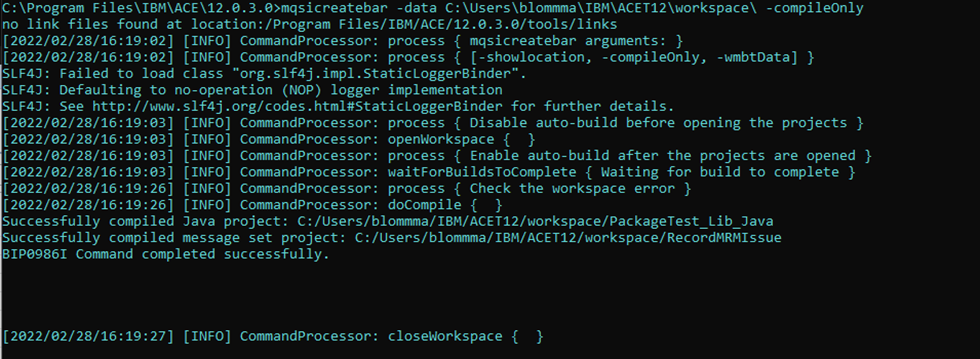 C:\Program Files\IBM\ACE\12.0.3.0>mqsicreatebar -data C:\Users\blommma\IBM\ACET12\workspace\ -compileOnly
no link files found at location:/Program Files/IBM/ACE/12.0.3.0/tools/links
[2022/02/28/16:19:02] [INFO] CommandProcessor: process { mqsicreatebar arguments: }
[2022/02/28/16:19:02] [INFO] CommandProcessor: process { [-showlocation, -compileOnly, -wmbtData] }
SLF4J: Failed to load class "org.slf4j.impl.StaticLoggerBinder".
SLF4J: Defaulting to no-operation (NOP) logger implementation
SLF4J: See http://www.slf4j.org/codes.html#StaticLoggerBinder for further details.
[2022/02/28/16:19:03] [INFO] CommandProcessor: process { Disable auto-build before opening the projects }
[2022/02/28/16:19:03] [INFO] CommandProcessor: openWorkspace {  }
[2022/02/28/16:19:03] [INFO] CommandProcessor: process { Enable auto-build after the projects are opened }
[2022/02/28/16:19:03] [INFO] CommandProcessor: waitForBuildsToComplete { Waiting for build to complete }
[2022/02/28/16:19:26] [INFO] CommandProcessor: process { Check the workspace error }
[2022/02/28/16:19:26] [INFO] CommandProcessor: doCompile {  }
Successfully compiled Java project: C:/Users/blommma/IBM/ACET12/workspace/PackageTest_Lib_Java
Successfully compiled message set project: C:/Users/blommma/IBM/ACET12/workspace/RecordMRMIssue
BIP0986I Command completed successfully.
[2022/02/28/16:19:27] [INFO] CommandProcessor: closeWorkspace {  }